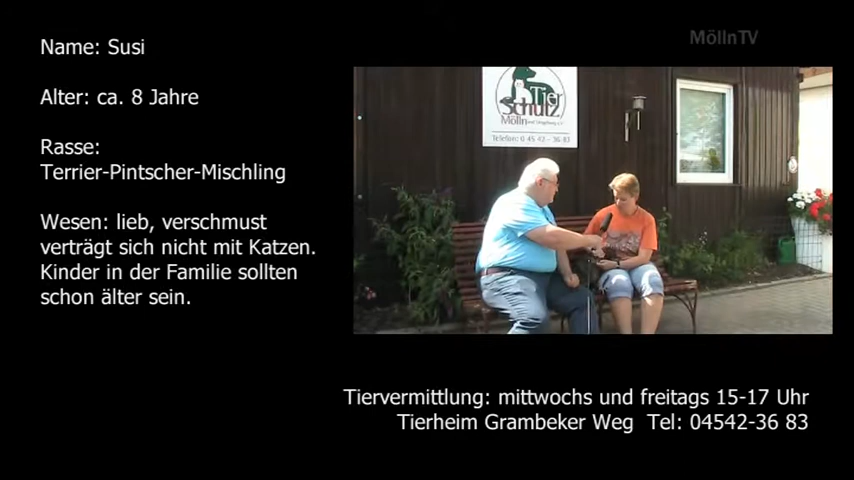 MöllnTV
Name: Susi
Alter: ca. 8 Jahre
Rasse:
Terrier-Pintscher-Mischling
Wesen: lieb, verschmust
verträgt sich nicht mit Katzen.
Kinder in der Familie sollten
schon älter sein.
Tier
Schutz
Mölln und Umgebung e.V.
Telefon: 0 45 42 - 36 83
Tiervermittlung: mittwochs und freitags 15-17 Uhr
Tierheim Grambeker Weg Tel: 04542-36 83